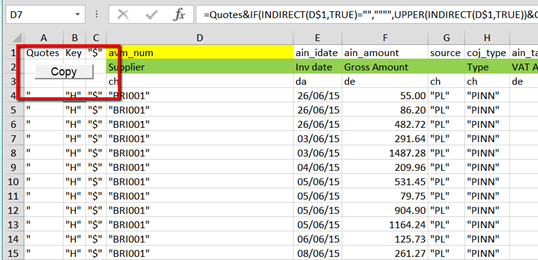 D7 =Quotes&IF(INDIRECT(D$1,TRUE)="","""",UPPER(INDIRECT(D$1,TRUE))&Q
A B C D E F G H
1 Quotes Key "$" avm_num ain_idate ain_amount source coj_type ain_ta
2 Supplier Inv date Gross Amount Type VAT A
Copy
3 ch da de ch ch de
4 " "H" "$" "BRI001" 26/06/15 55.00 "PL" "PINN"
5 " "H" "$" "BRI001" 26/06/15 86.20 "PL" "PINN"
6 " "H" "$" "BRI001" 26/06/15 482.72 "PL" "PINN"
7 " "H" "$" "BRI001" 03/06/15 291.64 "PL" "PINN"
8 " "H" "$" "BRI001" 03/06/15 1487.28 "PL" "PINN"
9 " "H" "$" "BRI001" 04/06/15 209.96 "PL" "PINN"
10 " "H" "$" "BRI001" 05/06/15 531.45 "PL" "PINN"
11 " "H" "$" "BRI001" 05/06/15 79.75 "PL" "PINN"
12 " "H" "$" "BRI001" 05/06/15 904.90 "PL" "PINN"
13 " "H" "$" "BRI001" 05/06/15 1164.24 "PL" "PINN"
14 " "H" "$" "BRI001" 06/06/15 125.73 "PL" "PINN"
15 " "H" "$" "BRI001" 08/06/15 261.27 "PL" "PINN"